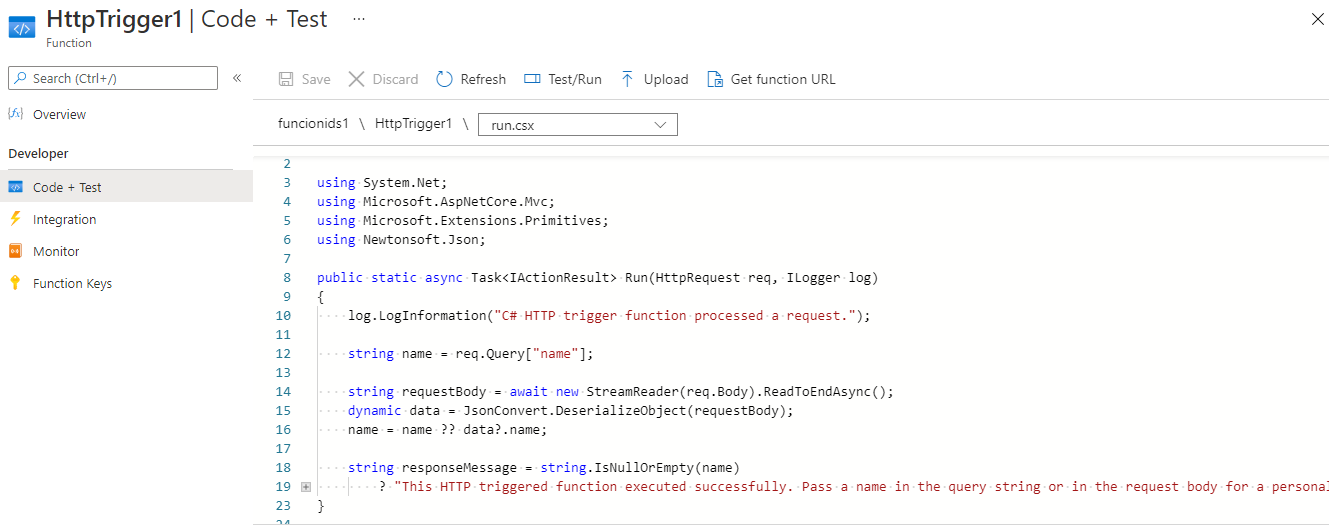 HttpTrigger1 | Code + Test ...
Function
Search (Ctrl+/) «
Overview
Developer
Code + Test
Integration
Monitor
Function Keys
Save Discard Refresh Test/Run Upload Get function URL
funcionids1 \ HttpTrigger1 \ run.csx
2
3 using System.Net;
4 using Microsoft.AspNetCore.Mvc;
5 using Microsoft.Extensions.Primitives;
6 using Newtonsoft.Json;
7
8 public static async Task<IActionResult> Run(HttpRequest req, ILogger log)
9 {
10 log.LogInformation("C# HTTP trigger function processed a request.");
11
12 string name = req.Query["name"];
13
14 string requestBody = await new StreamReader(req.Body).ReadToEndAsync();
15 dynamic data = JsonConvert.DeserializeObject(requestBody);
16 name = name ?? data?.name;
17
18 string responseMessage = string.IsNullOrEmpty(name)
19 ? "This HTTP triggered function executed successfully. Pass a name in the query string or in the request body for a personal
23 }